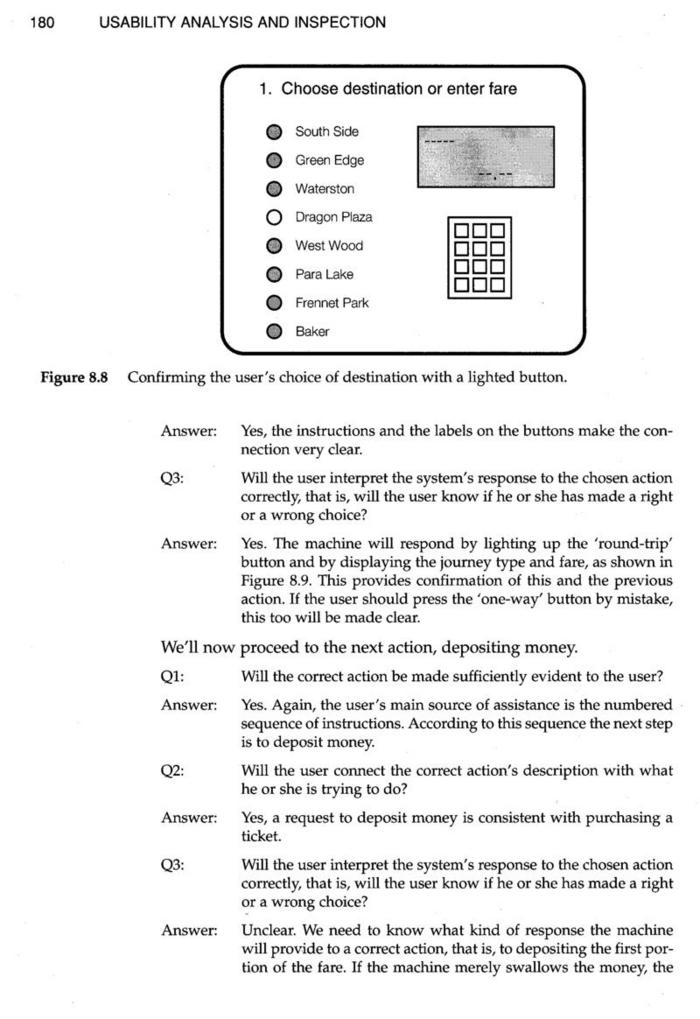 180 USABILITY ANALYSIS AND INSPECTION
1. Choose destination or enter fare
South Side
Green Edge
Waterston
Dragon Plaza
West Wood
Para Lake
Frennet Park
Baker
-----
--.--
Figure 8.8 Confirming the user's choice of destination with a lighted button.
Answer: Yes, the instructions and the labels on the buttons make the con-
nection very clear.
Q3: Will the user interpret the system's response to the chosen action
correctly, that is, will the user know if he or she has made a right
or a wrong choice?
Answer: Yes. The machine will respond by lighting up the 'round-trip'
button and by displaying the journey type and fare, as shown in
Figure 8.9. This provides confirmation of this and the previous
action. If the user should press the 'one-way' button by mistake,
this too will be made clear.
We'll now proceed to the next action, depositing money.
Q1: Will the correct action be made sufficiently evident to the user?
Answer: Yes. Again, the user's main source of assistance is the numbered
sequence of instructions. According to this sequence the next step
is to deposit money.
Q2: Will the user connect the correct action's description with what
he or she is trying to do?
Answer: Yes, a request to deposit money is consistent with purchasing a
ticket.
Q3: Will the user interpret the system's response to the chosen action
correctly, that is, will the user know if he or she has made a right
or a wrong choice?
Answer: Unclear. We need to know what kind of response the machine
will provide to a correct action, that is, to depositing the first por-
tion of the fare. If the machine merely swallows the money, the